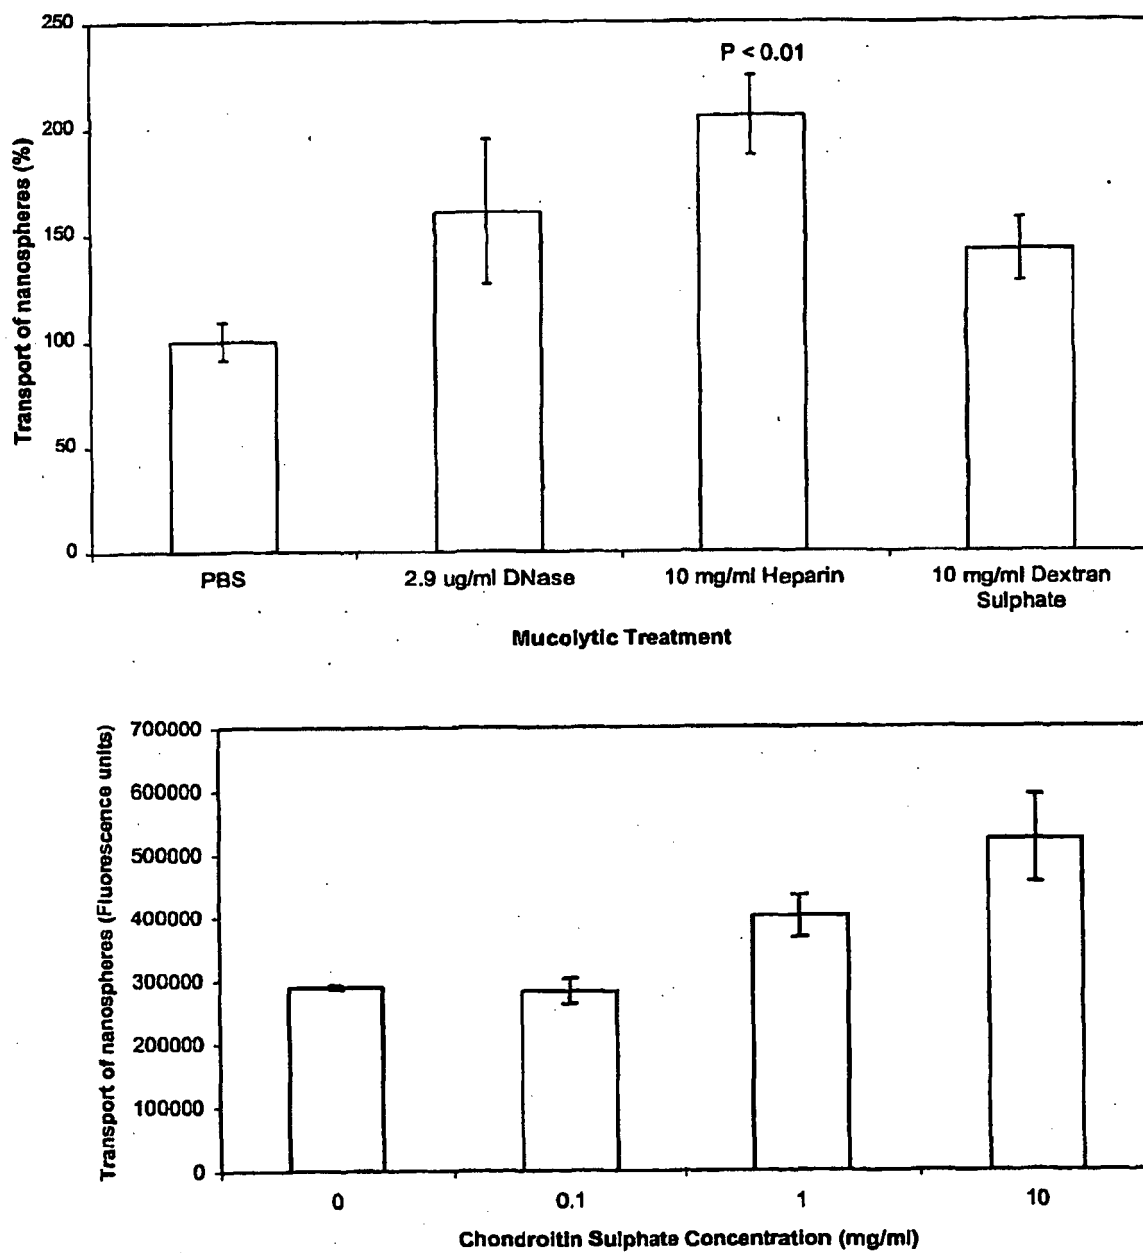 250
P < 0.01
200
150
100
50
0
Transport of nanospheres (%)
PBS
2.9 ug/ml DNase
10 mg/ml Heparin
10 mg/ml Dextran
Sulphate
Mucolytic Treatment
700000
600000
500000
400000
300000
200000
100000
0
Transport of nanospheres (Fluorescence units)
0
0.1
1
10
Chondroitin Sulphate Concentration (mg/ml)